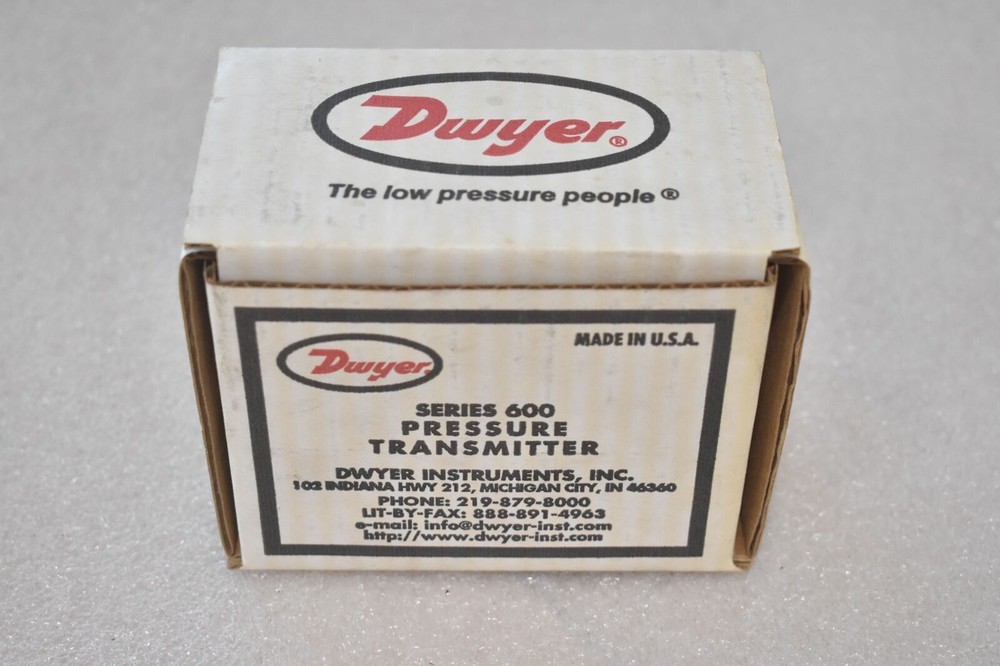 Dwyer®
The low pressure people ®
Dwyer®
MADE IN U.S.A.
SERIES 600
PRESSURE
TRANSMITTER
DWYER INSTRUMENTS, INC.
102 INDIANA HWY 212, MICHIGAN CITY, IN 46360
PHONE: 219-879-8000
LIT-BY-FAX: 888-891-4963
e-mail: info@dwyer-inst.com
http://www.dwyer-inst.com